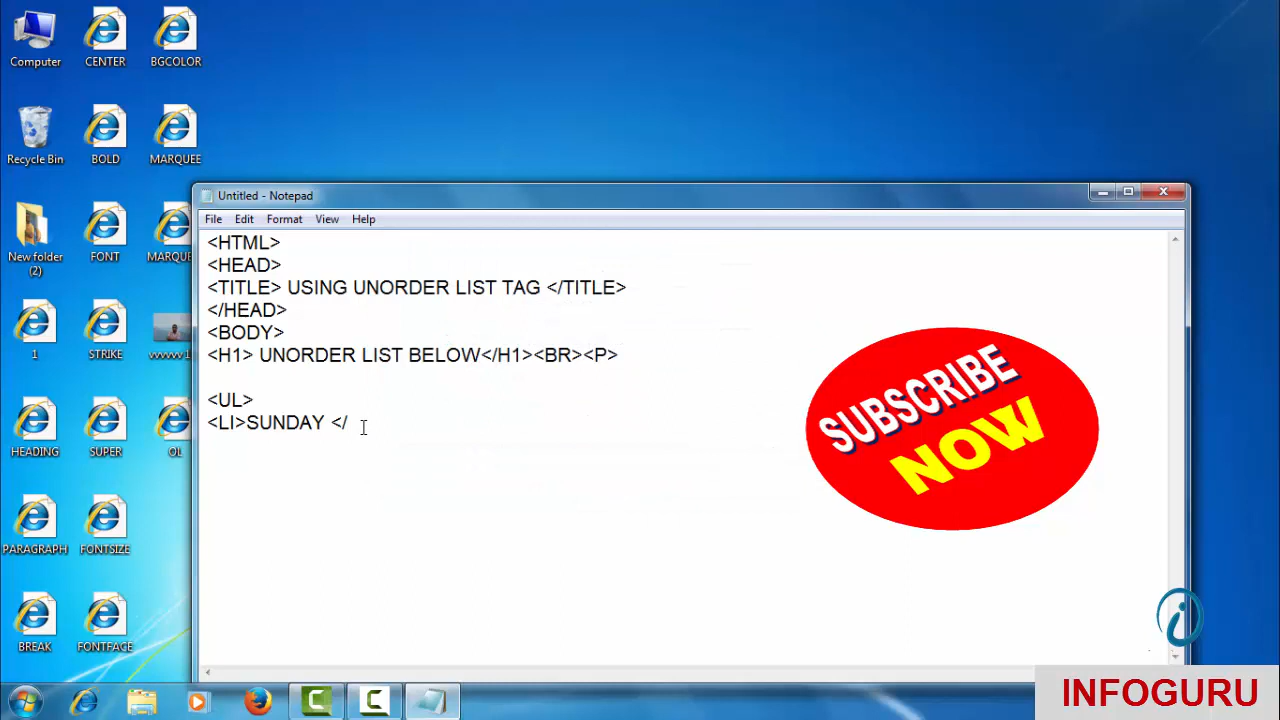 Computer
CENTER
BGCOLOR
Recycle Bin
BOLD
MARQUEE
New folder
(2)
FONT
MARQUE
1
STRIKE
HEADING
SUPER
OL
PARAGRAPH
FONTSIZE
BREAK
FONTFACE
Untitled - Notepad
File Edit Format View Help
<HTML>
<HEAD>
<TITLE> USING UNORDER LIST TAG </TITLE>
</HEAD>
<BODY>
<H1> UNORDER LIST BELOW</H1><BR><P>
<UL>
<LI>SUNDAY </
SUBSCRIBE
NOW
INFOGURU